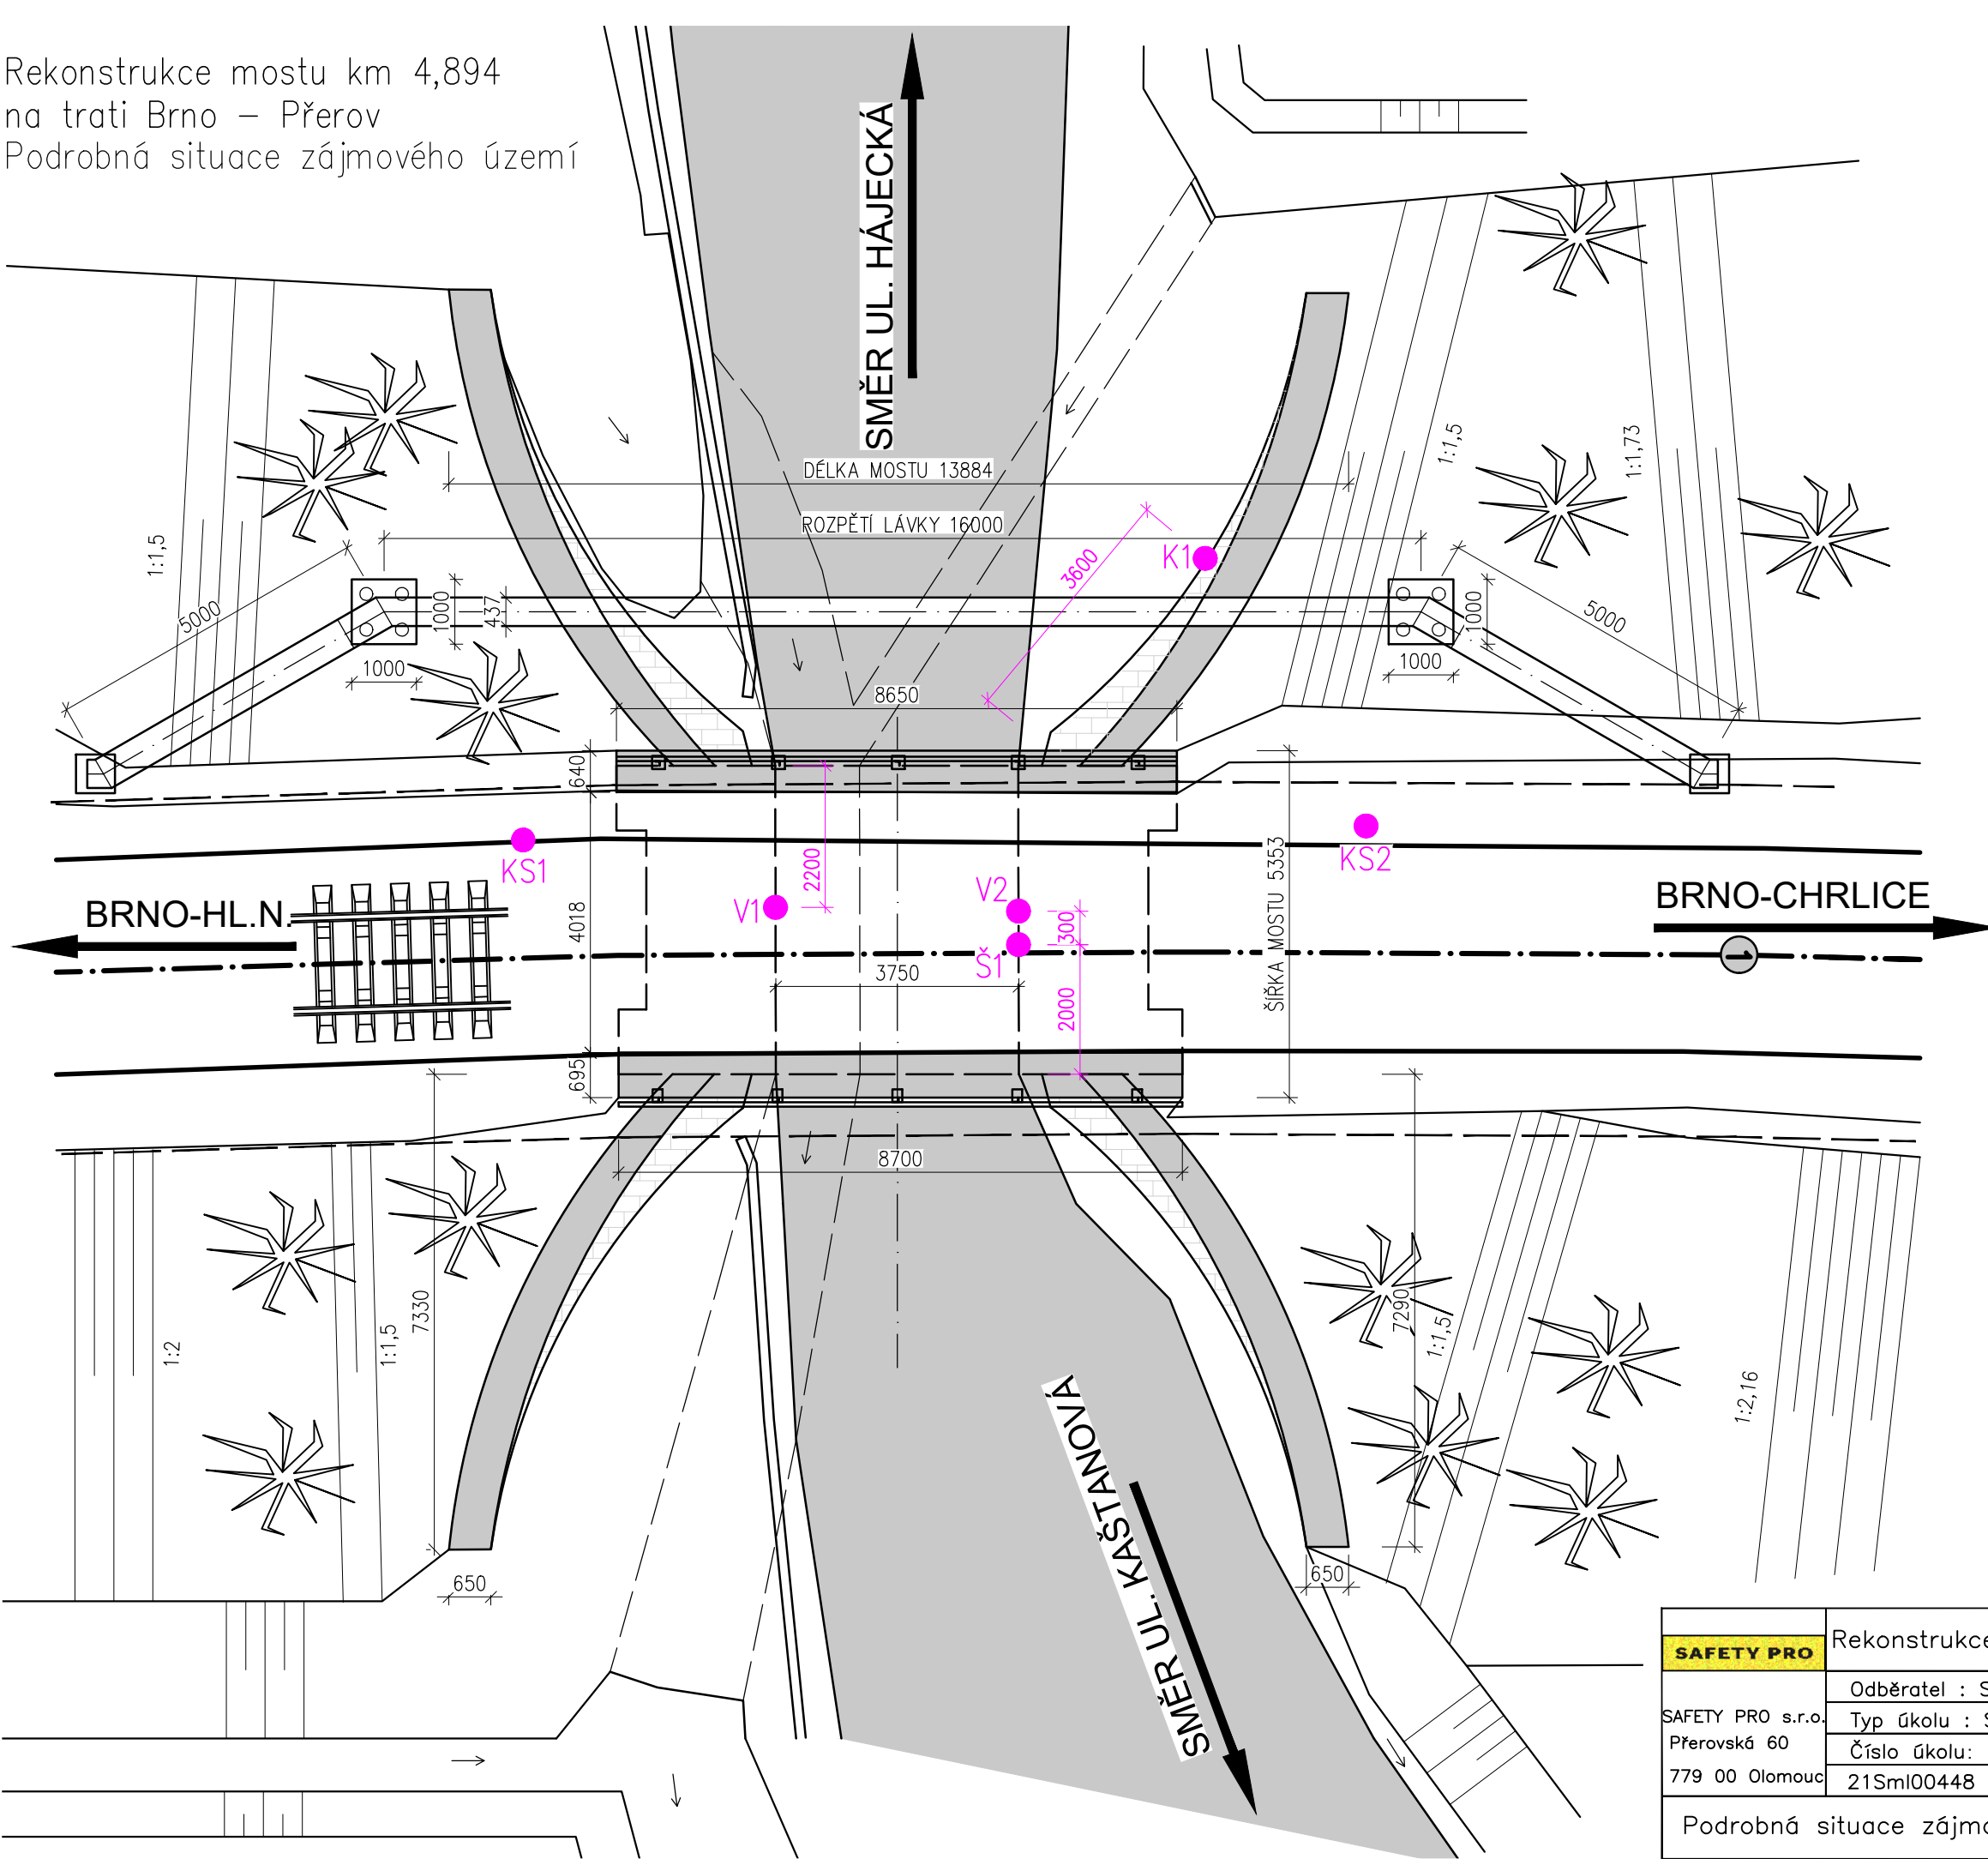 Rekonstrukce mostu km 4,894
na trati Brno – Přerov
Podrobná situace zájmového území
SMĚR UL. HÁJECKÁ
DÉLKA MOSTU 13884
ROZPĚTÍ LÁVKY 16000
1:1,5
1:1,5
1:1,73
K1
3600
5000
1000
437
1000
1000
5000
1000
8650
640
2200
KS1
KS2
ŠÍŘKA MOSTU 5353
V1
V2
300
Š1
4018
3750
2000
BRNO-HL.N.
BRNO-CHRLICE
1
695
8700
7330
7290
1:2
1:1,5
1:1,5
1:2,16
650
650
SMĚR UL. KAŠTANOVÁ
SAFETY PRO
Rekonstrukce
Odběratel : S
SAFETY PRO s.r.o.
Typ úkolu : S
Přerovská 60
Číslo úkolu:
779 00 Olomouc
21Sml00448
Podrobná situace zájmo